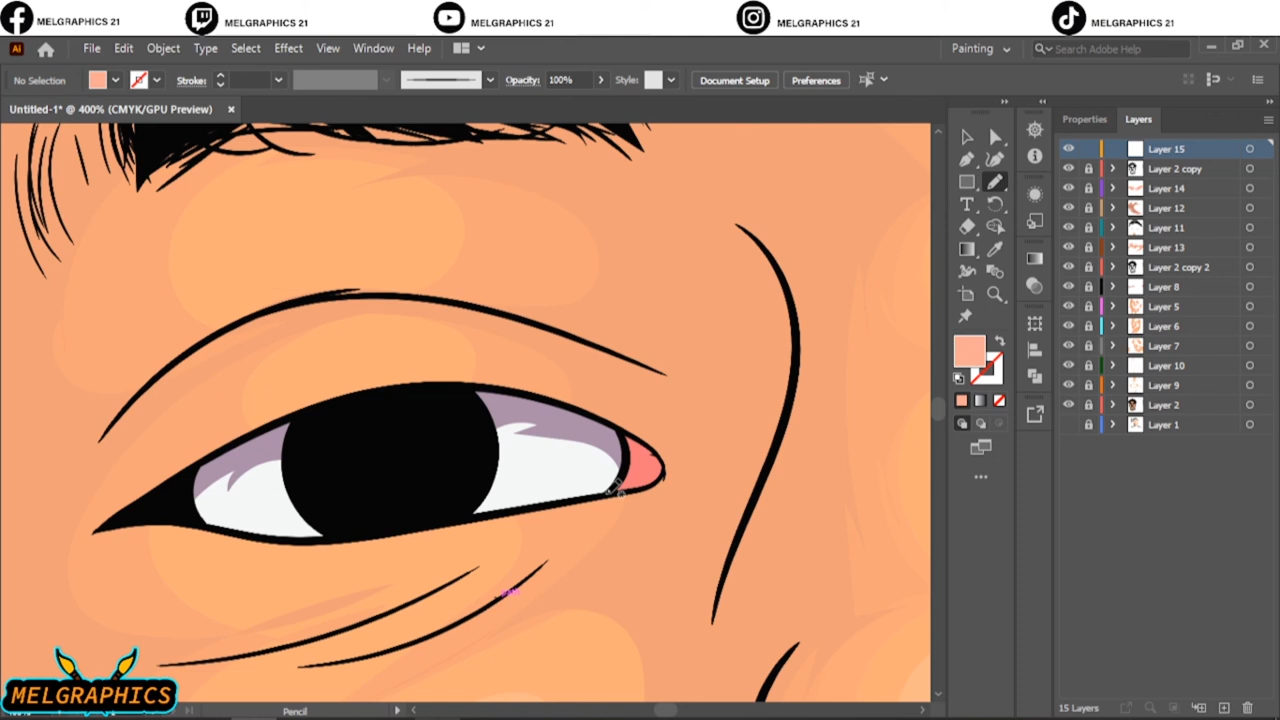 MELGRAPHICS 21
MELGRAPHICS 21
MELGRAPHICS 21
MELGRAPHICS 21
MELGRAPHICS 21
Ai File Edit Object Type Select Effect View Window Help Painting Search Adobe Help
No Selection Stroke: Opacity: 100% Style: Document Setup Preferences
Untitled-1* @ 400% (CMYK/GPU Preview)
Properties Layers
Layer 15
Layer 2 copy
Layer 14
Layer 12
Layer 11
Layer 13
Layer 2 copy 2
Layer 8
Layer 5
Layer 6
Layer 7
Layer 10
Layer 9
Layer 2
Layer 1
MELGRAPHICS
Pencil
15 Layers